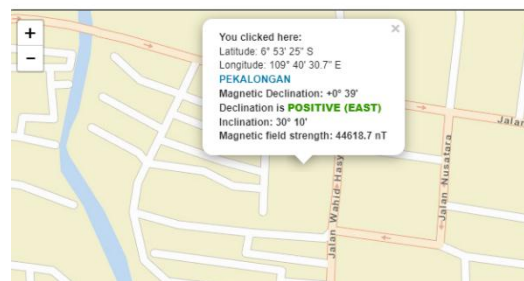 +
−
×
You clicked here:
Latitude: 6° 53' 25" S
Longitude: 109° 40' 30.7" E
PEKALONGAN
Magnetic Declination: +0° 39'
Declination is POSITIVE (EAST)
Inclination: 30° 10'
Magnetic field strength: 44618.7 nT
Jalan
Jalan Wahid Hasy
Jalan Nusatara